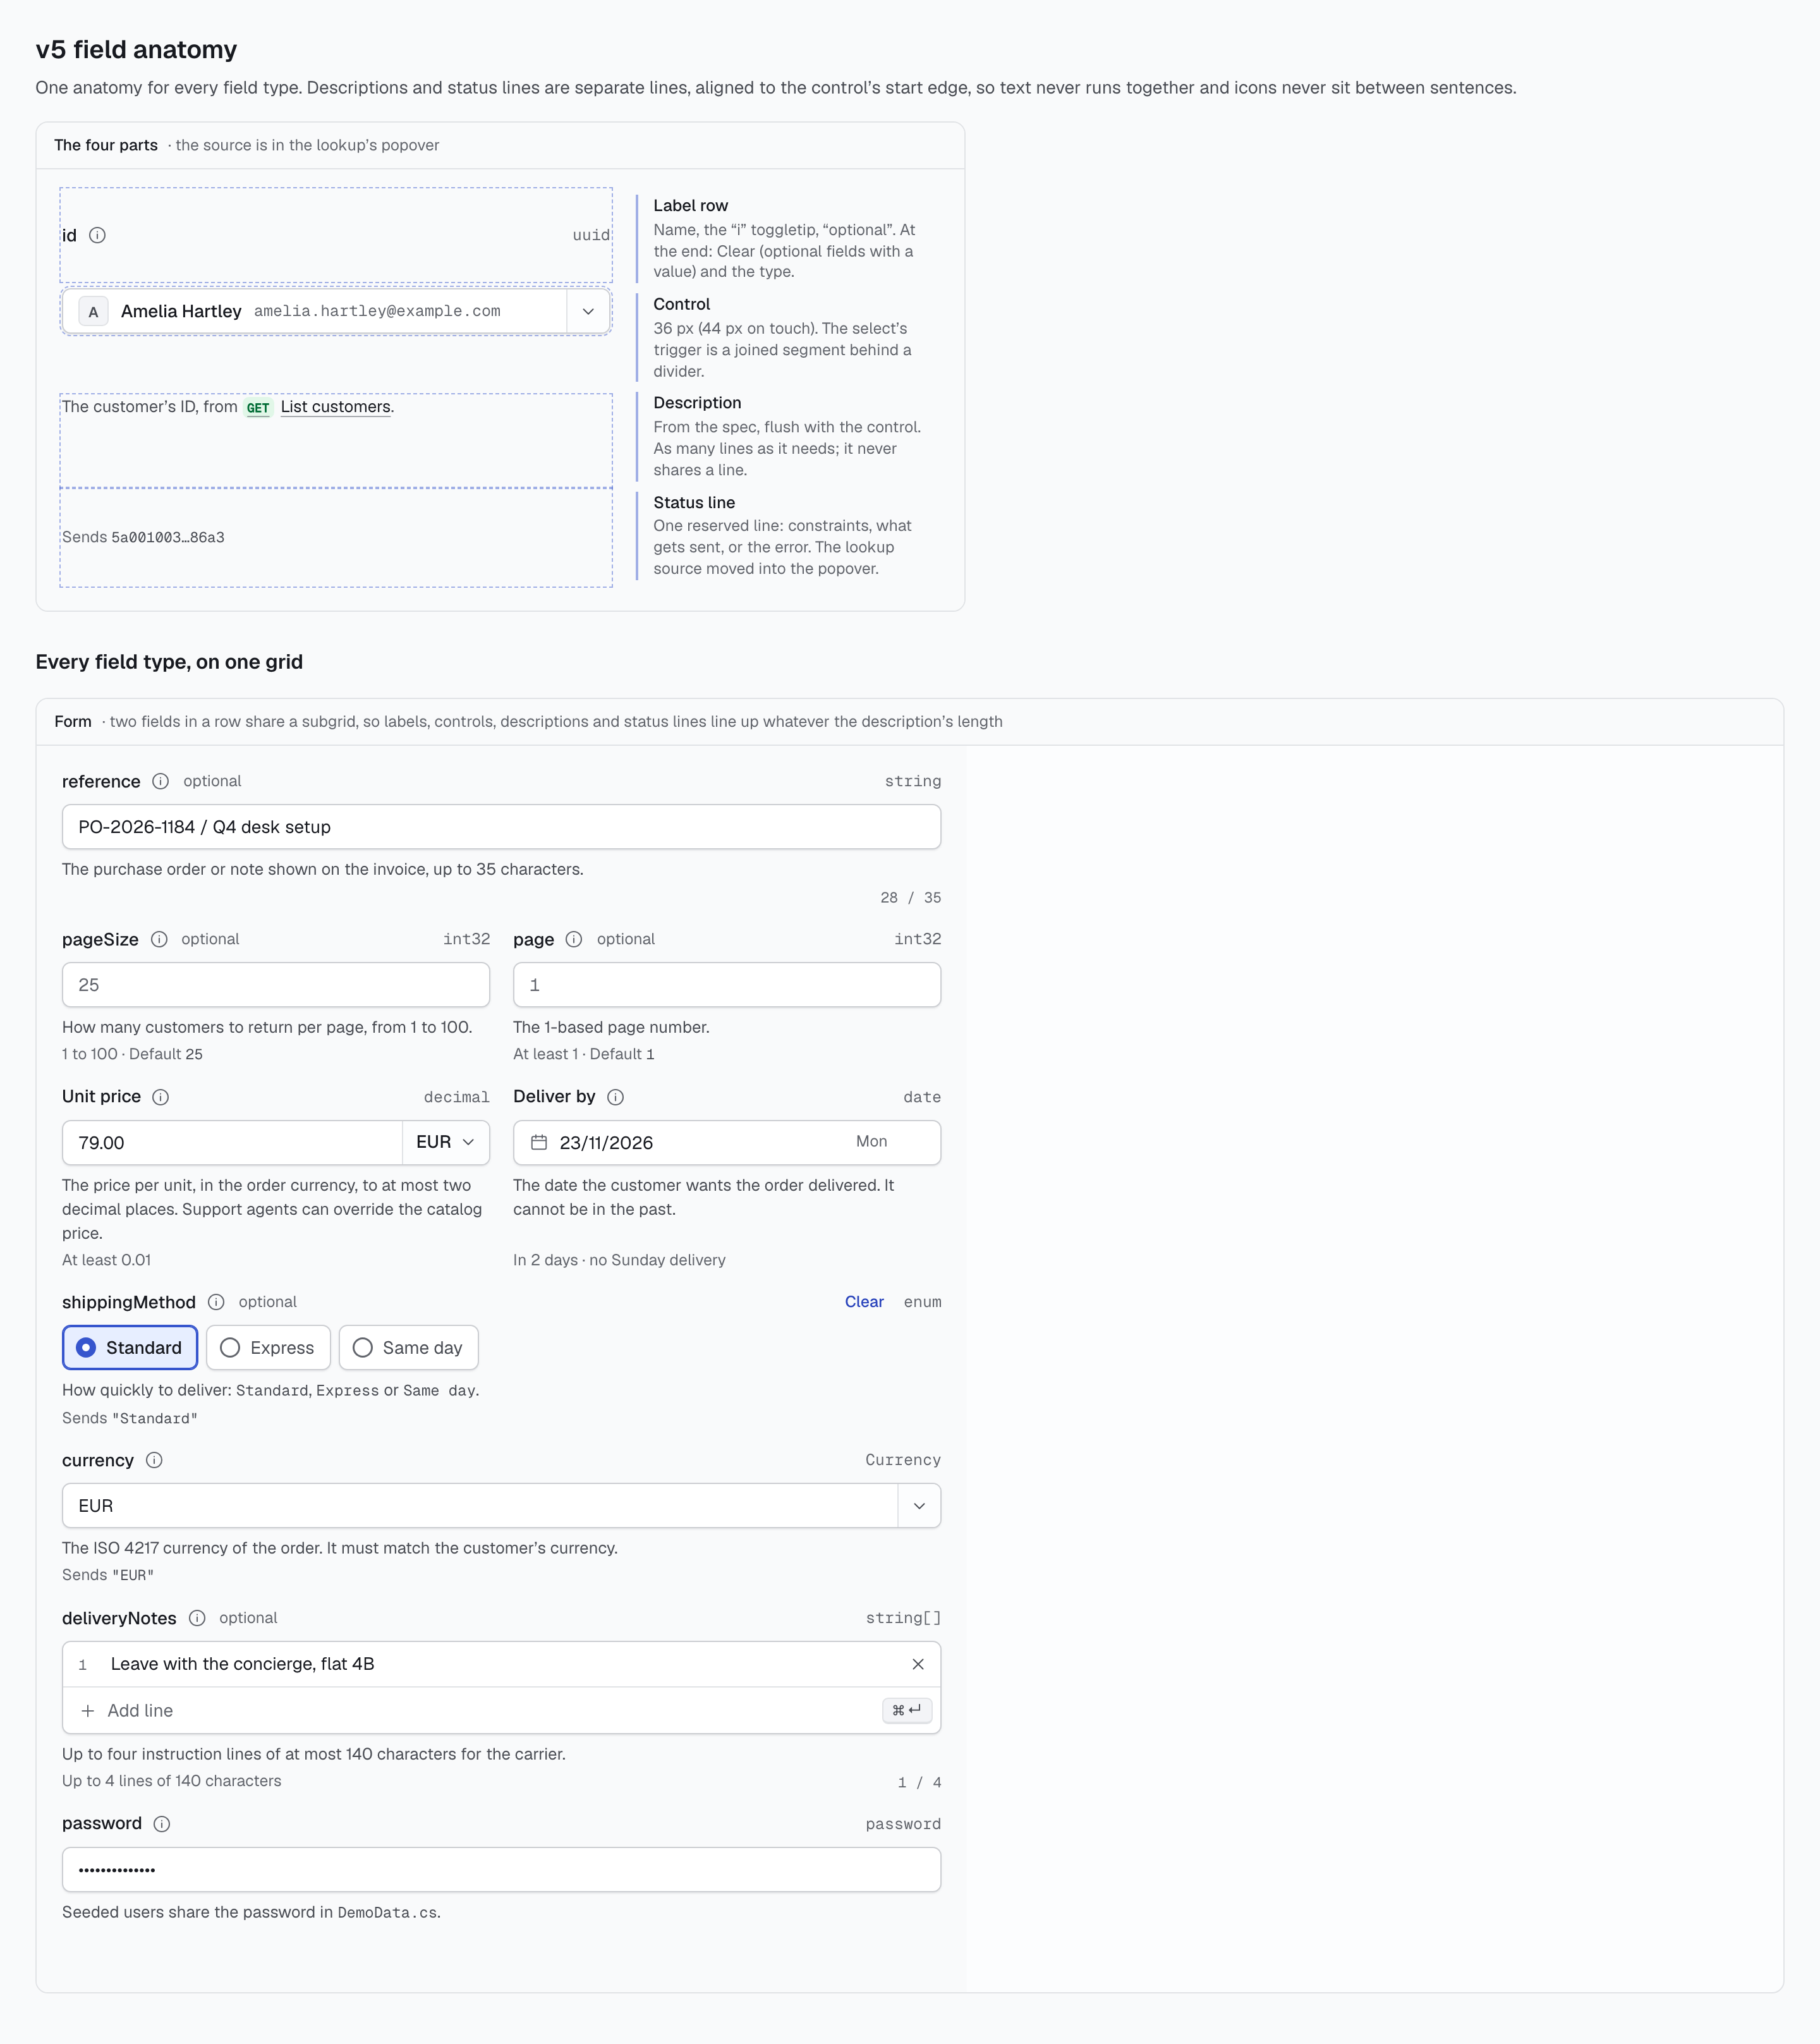 v5 field anatomy
One anatomy for every field type. Descriptions and status lines are separate lines, aligned to the control’s start edge, so text never runs together and icons never sit between sentences.
The four parts · the source is in the lookup’s popover
id uuid
A Amelia Hartley amelia.hartley@example.com
The customer’s ID, from GET List customers.
Sends 5a001003…86a3
Label row
Name, the “i” toggletip, “optional”. At
the end: Clear (optional fields with a
value) and the type.
Control
36 px (44 px on touch). The select’s
trigger is a joined segment behind a
divider.
Description
From the spec, flush with the control.
As many lines as it needs; it never
shares a line.
Status line
One reserved line: constraints, what
gets sent, or the error. The lookup
source moved into the popover.
Every field type, on one grid
Form · two fields in a row share a subgrid, so labels, controls, descriptions and status lines line up whatever the description’s length
reference optional string
PO-2026-1184 / Q4 desk setup
The purchase order or note shown on the invoice, up to 35 characters.
28 / 35
pageSize optional int32
25
How many customers to return per page, from 1 to 100.
1 to 100 · Default 25
page optional int32
1
The 1-based page number.
At least 1 · Default 1
Unit price decimal
79.00 EUR
The price per unit, in the order currency, to at most two
decimal places. Support agents can override the catalog
price.
At least 0.01
Deliver by date
23/11/2026 Mon
The date the customer wants the order delivered. It
cannot be in the past.
In 2 days · no Sunday delivery
shippingMethod optional Clear enum
Standard Express Same day
How quickly to deliver: Standard, Express or Same day.
Sends "Standard"
currency Currency
EUR
The ISO 4217 currency of the order. It must match the customer’s currency.
Sends "EUR"
deliveryNotes optional string[]
1 Leave with the concierge, flat 4B
Add line ⌘↵
Up to four instruction lines of at most 140 characters for the carrier.
Up to 4 lines of 140 characters 1 / 4
password password
••••••••••••••
Seeded users share the password in DemoData.cs.